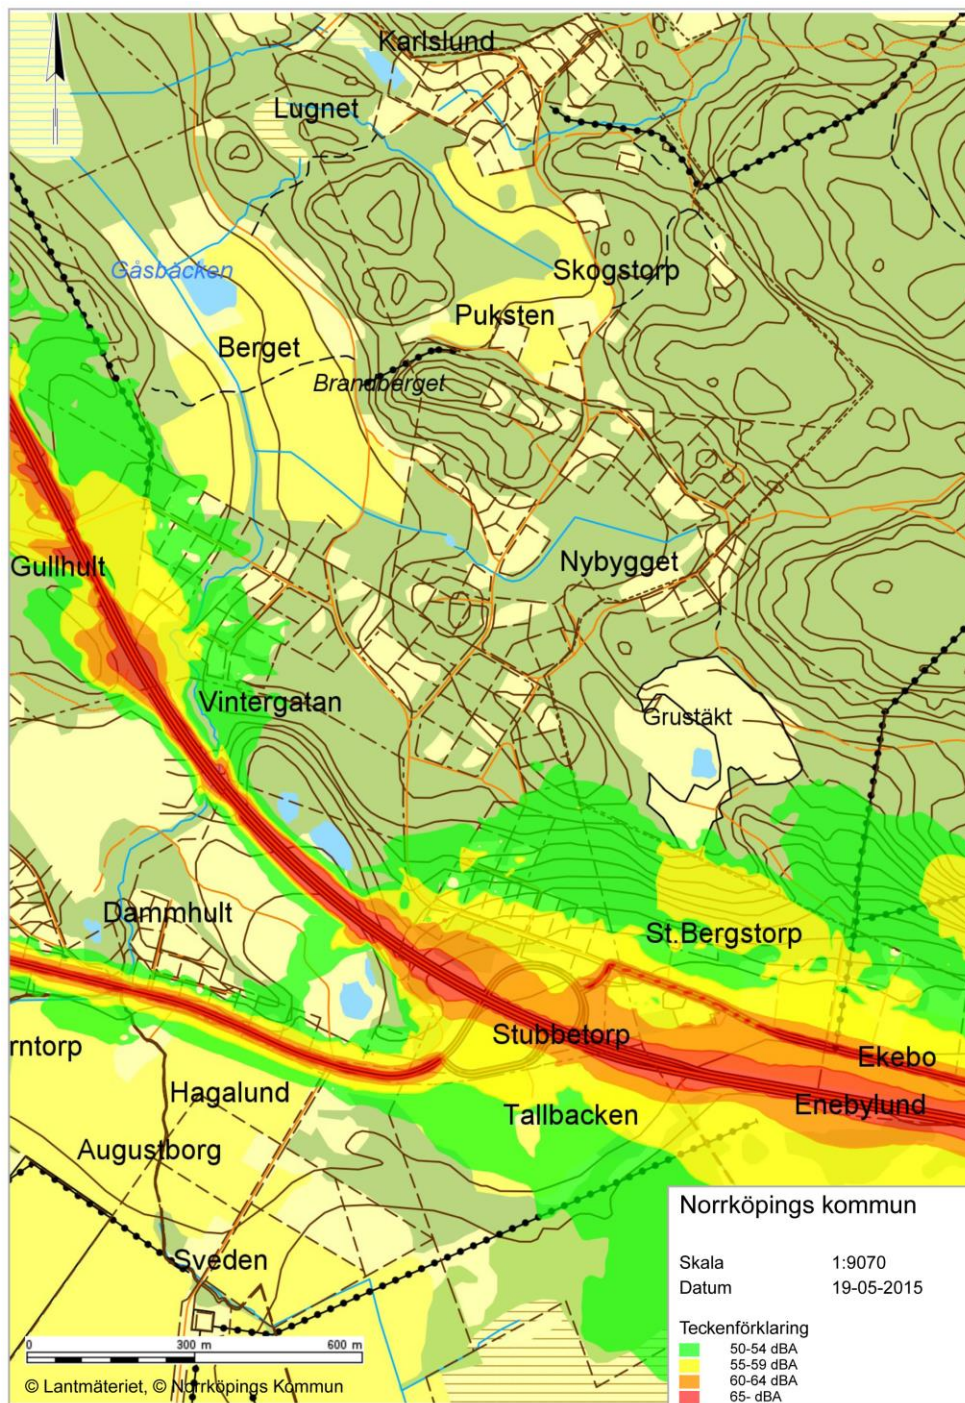 Karlslund
Lugnet
Gåsbäcken
Skogstorp
Puksten
Berget
Brandberget
Gullhult
Nybygget
Vintergatan
Grustäkt
Dammhult
St.Bergstorp
Stubbetorp
rntorp
Ekebo
Hagalund
Enebylund
Tallbacken
Augustborg
Sveden
Norrköpings kommun
Skala 1:9070
Datum 19-05-2015
Teckenförklaring
50-54 dBA
55-59 dBA
60-64 dBA
65- dBA
0 300 m 600 m
© Lantmäteriet, © Norrköpings Kommun